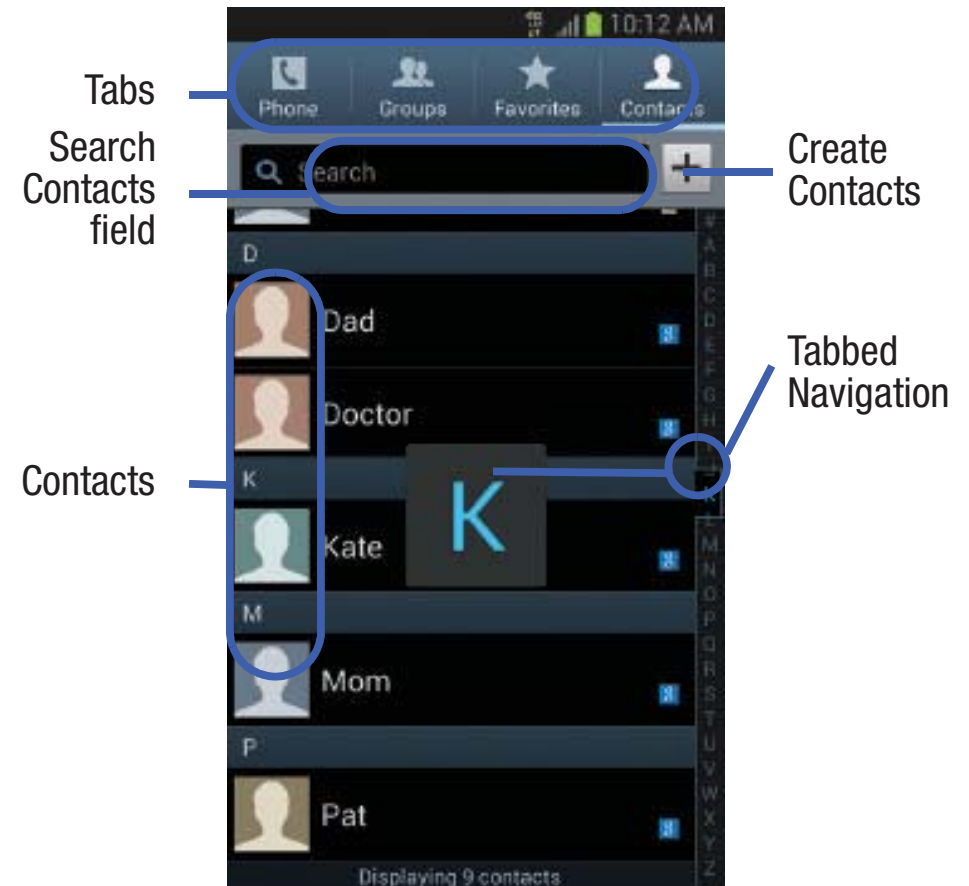 10:12 AM
Tabs
Phone Groups Favorites Contacts
Search
Contacts
field
Search
Create
Contacts
D
Dad
Doctor
Tabbed
Navigation
Contacts
K
K
Kate
M
Mom
P
Pat
Displaying 9 contacts
#
A
B
C
D
E
F
G
H
K
L
M
N
O
P
Q
R
S
T
U
V
W
X
Y
Z